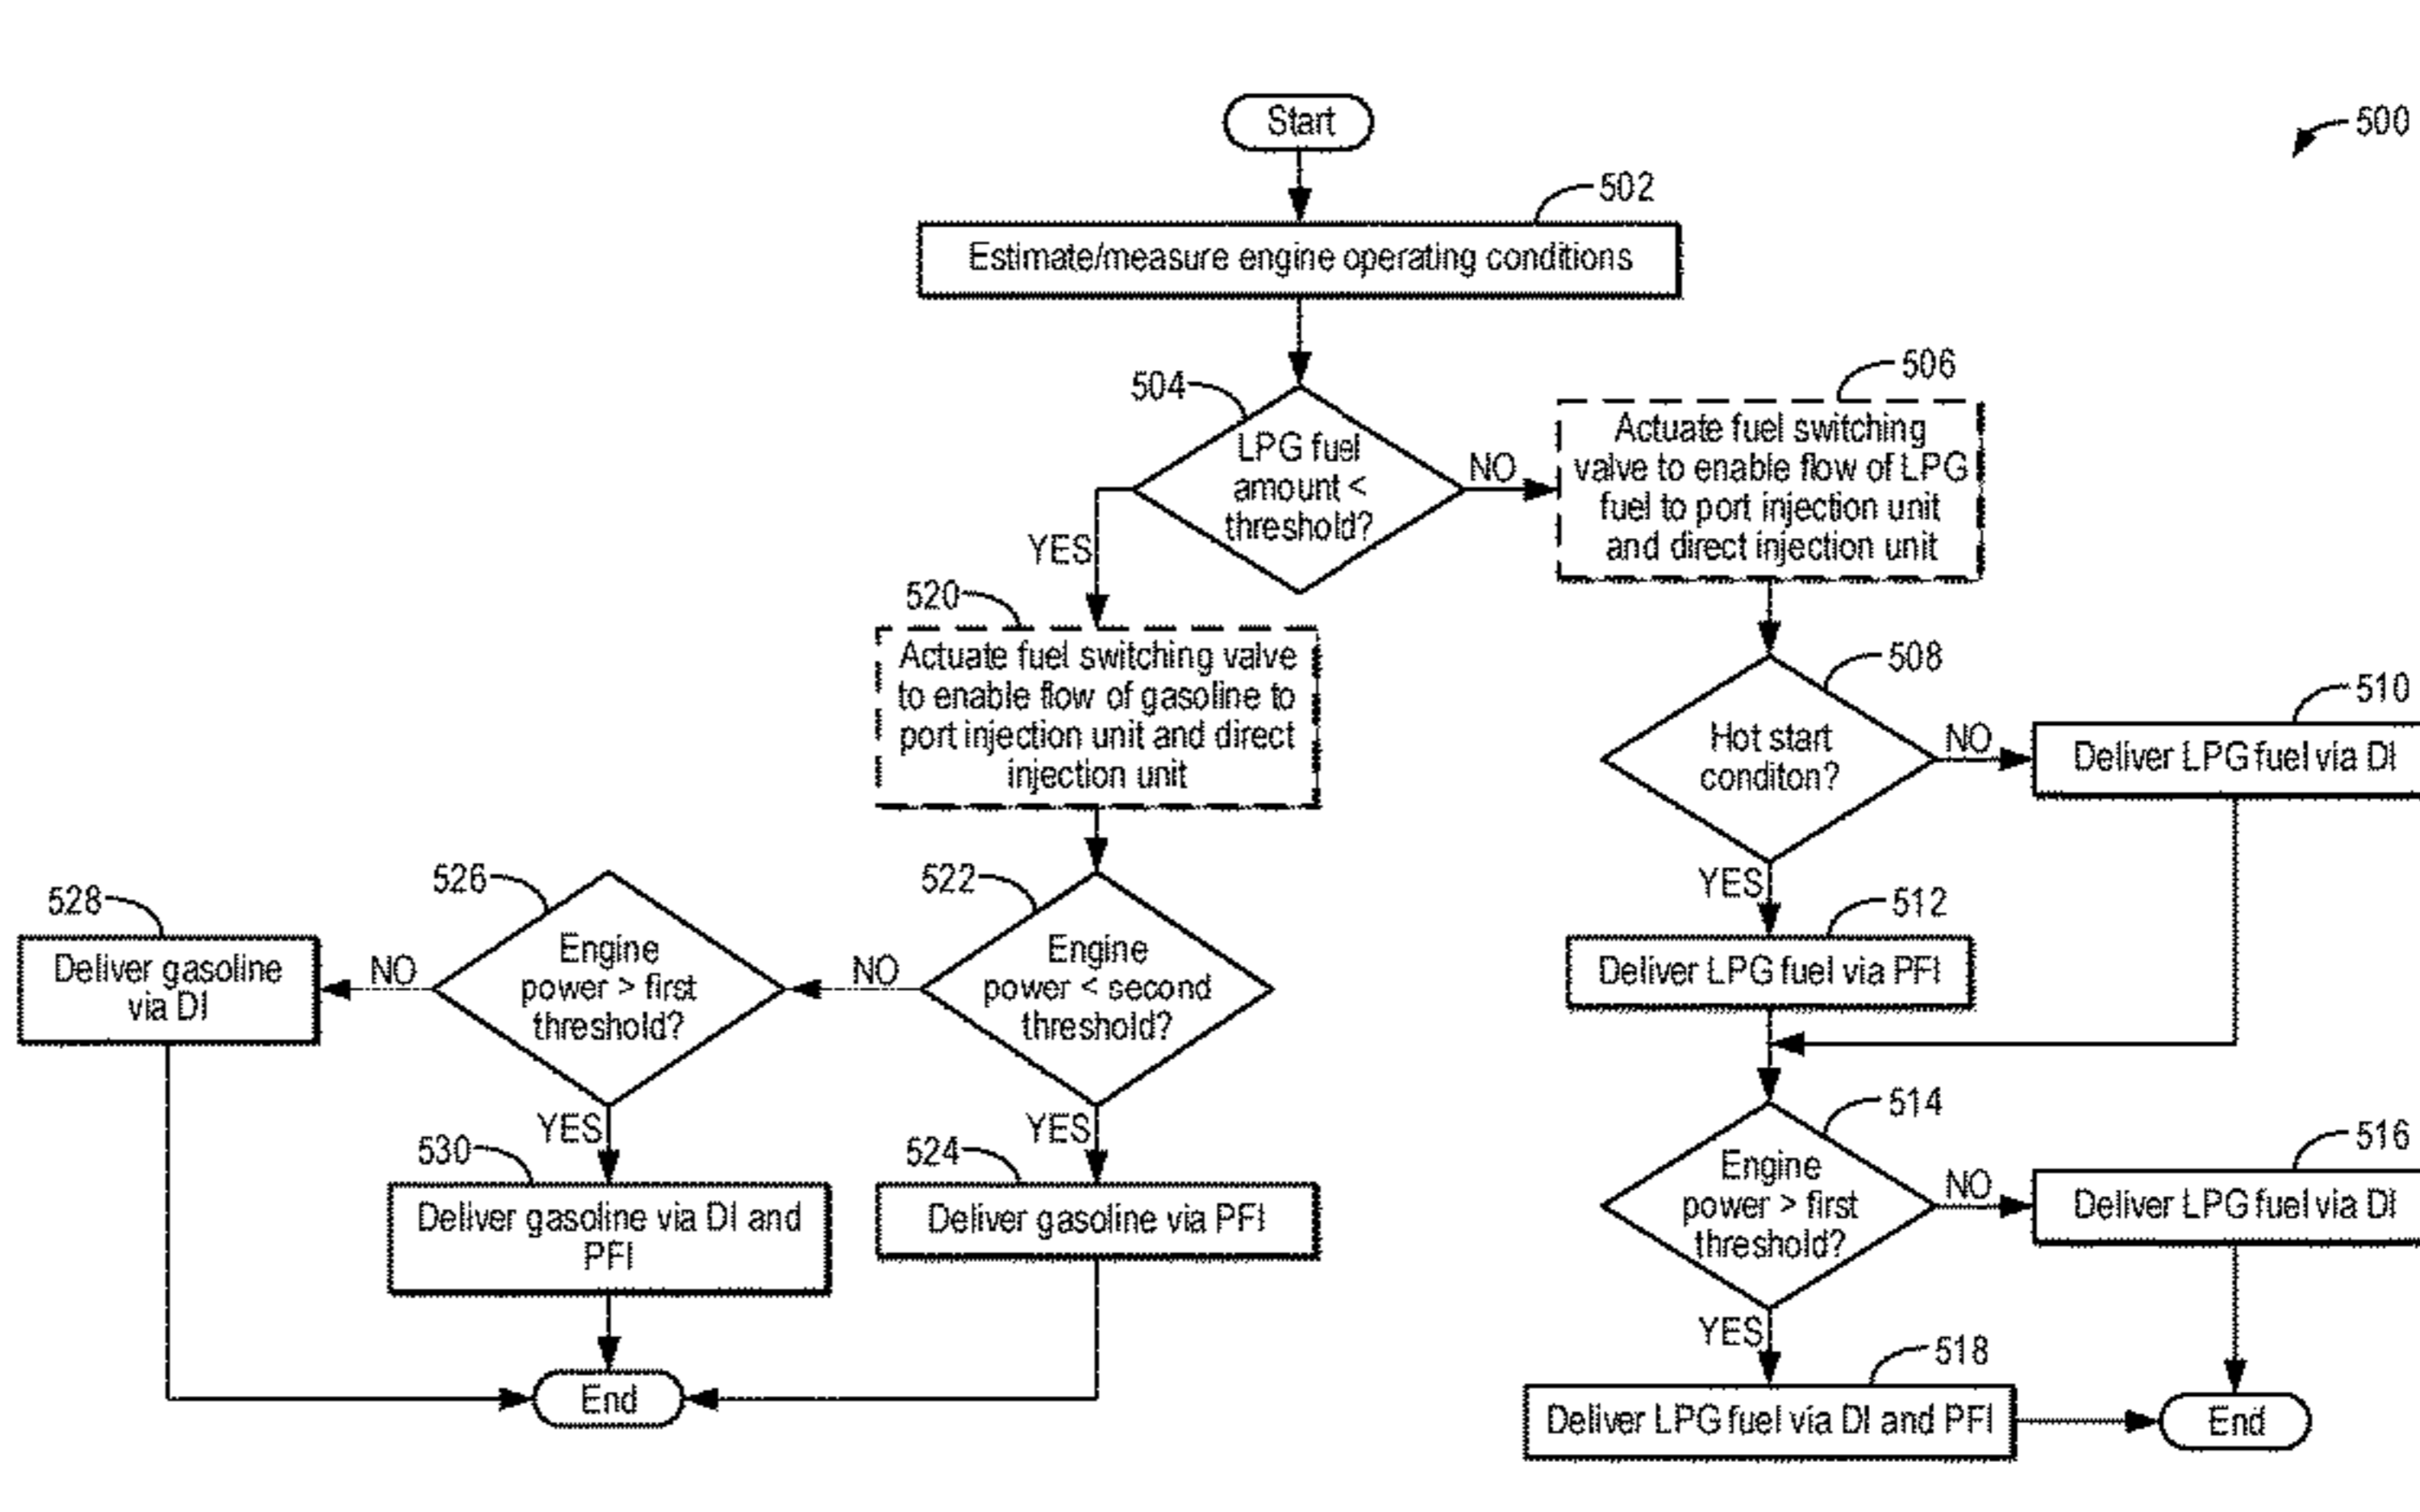 Start
500
502
Estimate/measure engine operating conditions
504
LPG fuel
amount <
threshold?
NO
YES
506
Actuate fuel switching
valve to enable flow of LPG
fuel to port injection unit
and direct injection unit
520
Actuate fuel switching valve
to enable flow of gasoline to
port injection unit and direct
injection unit
508
Hot start
conditon?
NO
YES
510
Deliver LPG fuel via DI
512
Deliver LPG fuel via PFI
522
Engine
power < second
threshold?
NO
YES
526
Engine
power > first
threshold?
NO
YES
528
Deliver gasoline
via DI
530
Deliver gasoline via DI and
PFI
524
Deliver gasoline via PFI
End
514
Engine
power > first
threshold?
NO
YES
516
Deliver LPG fuel via DI
518
Deliver LPG fuel via DI and PFI
End